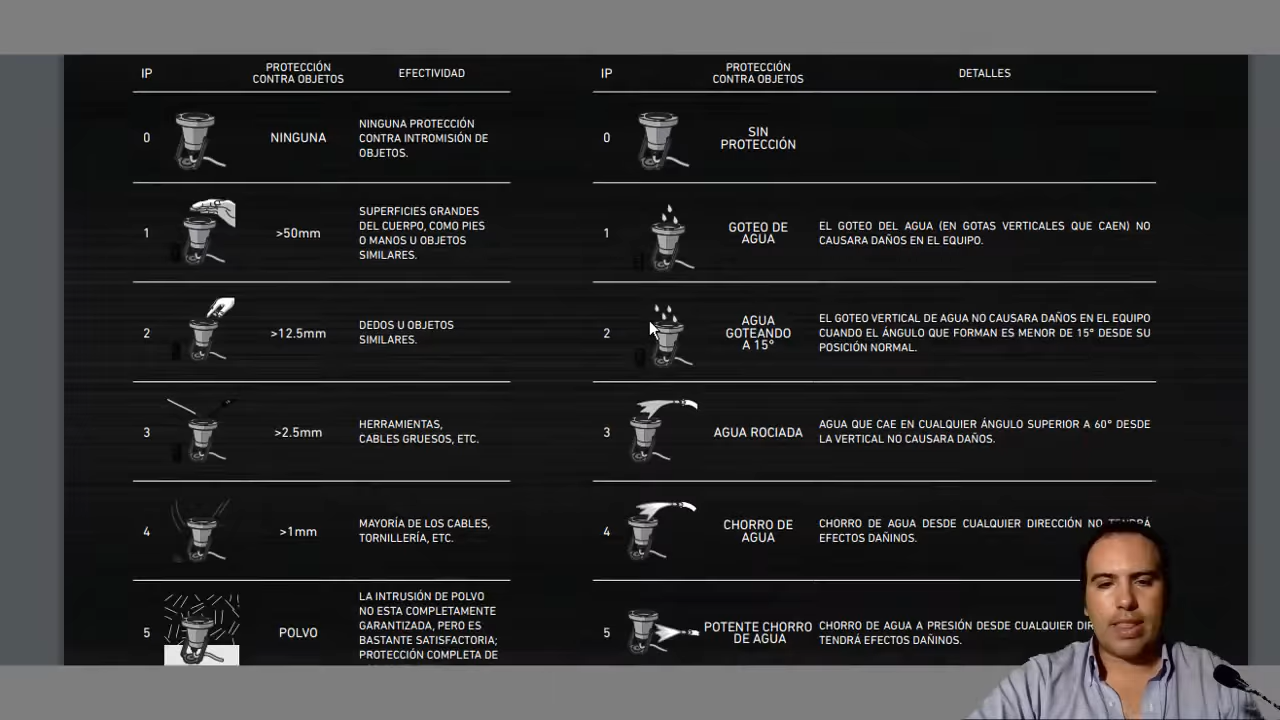 IP
PROTECCIÓN
CONTRA OBJETOS
EFECTIVIDAD
0
NINGUNA
NINGUNA PROTECCIÓN
CONTRA INTROMISIÓN DE
OBJETOS.
1
>50mm
SUPERFICIES GRANDES
DEL CUERPO, COMO PIES
O MANOS U OBJETOS
SIMILARES.
2
>12.5mm
DEDOS U OBJETOS
SIMILARES.
3
>2.5mm
HERRAMIENTAS,
CABLES GRUESOS, ETC.
4
>1mm
MAYORÍA DE LOS CABLES,
TORNILLERÍA, ETC.
5
POLVO
LA INTRUSIÓN DE POLVO
NO ESTA COMPLETAMENTE
GARANTIZADA, PERO ES
BASTANTE SATISFACTORIA;
PROTECCIÓN COMPLETA DE
IP
PROTECCIÓN
CONTRA OBJETOS
DETALLES
0
SIN
PROTECCIÓN
1
GOTEO DE
AGUA
EL GOTEO DEL AGUA (EN GOTAS VERTICALES QUE CAEN) NO
CAUSARA DAÑOS EN EL EQUIPO.
2
AGUA
GOTEANDO
A 15°
EL GOTEO VERTICAL DE AGUA NO CAUSARA DAÑOS EN EL EQUIPO
CUANDO EL ÁNGULO QUE FORMAN ES MENOR DE 15° DESDE SU
POSICIÓN NORMAL.
3
AGUA ROCIADA
AGUA QUE CAE EN CUALQUIER ÁNGULO SUPERIOR A 60° DESDE
LA VERTICAL NO CAUSARA DAÑOS.
4
CHORRO DE
AGUA
CHORRO DE AGUA DESDE CUALQUIER DIRECCIÓN NO TENDRÁ
EFECTOS DAÑINOS.
5
POTENTE CHORRO
DE AGUA
CHORRO DE AGUA A PRESIÓN DESDE CUALQUIER
TENDRÁ EFECTOS DAÑINOS.